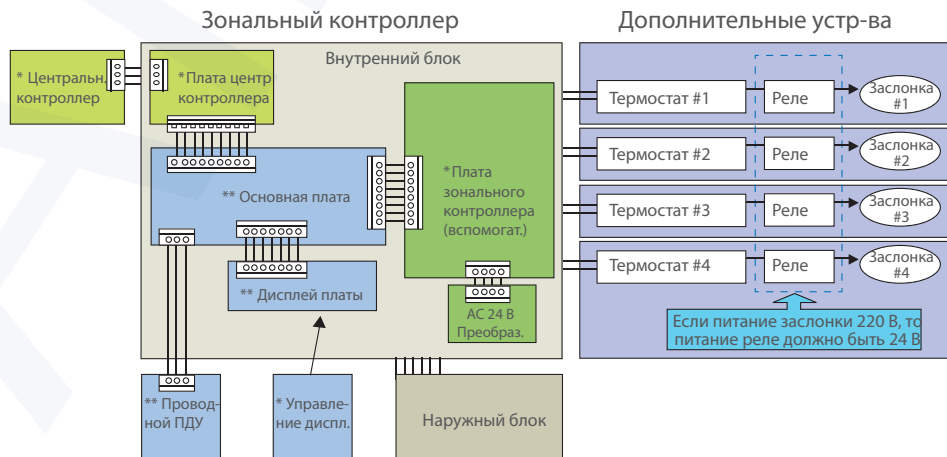 Зональный контроллер
Дополнительные устр-ва
Внутренний блок
* Центральн.
контроллер
*Плата центр
контроллера
** Основная плата
*Плата
зонального
контроллера
(вспомогат.)
** Дисплей платы
АС 24 В
Преобраз.
** Провод-
ной ПДУ
* Управле-
ние диспл.
Наружный блок
Термостат #1
Реле
Заслонка
#1
Термостат #2
Реле
Заслонка
#2
Термостат #3
Реле
Заслонка
#3
Термостат #4
Реле
Заслонка
#4
Если питание заслонки 220 В, то
питание реле должно быть 24 В